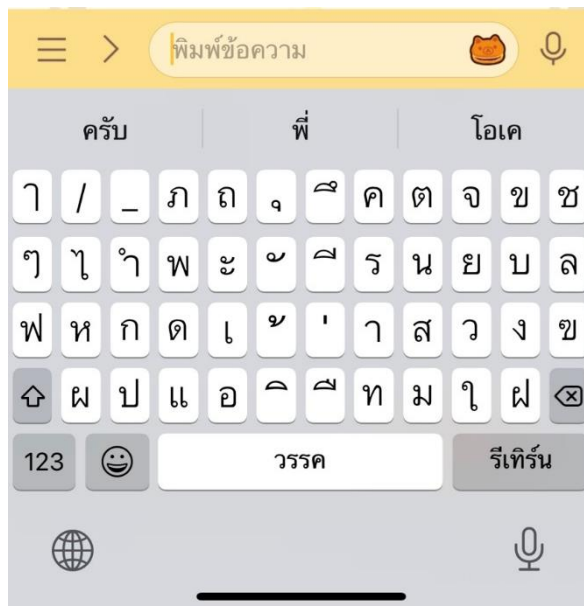 พิมพ์ข้อความ
ครับ พี่ โอเค
ๅ / _ ภ ถ ุ ึ ค ต จ ข ช
ๆ ไ ำ พ ะ ั ี ร น ย บ ล
ฟ ห ก ด เ ้ ่ า ส ว ง ฃ
ผ ป แ อ ิ ื ท ม ใ ฝ
123 วรรค รีเทิร์น